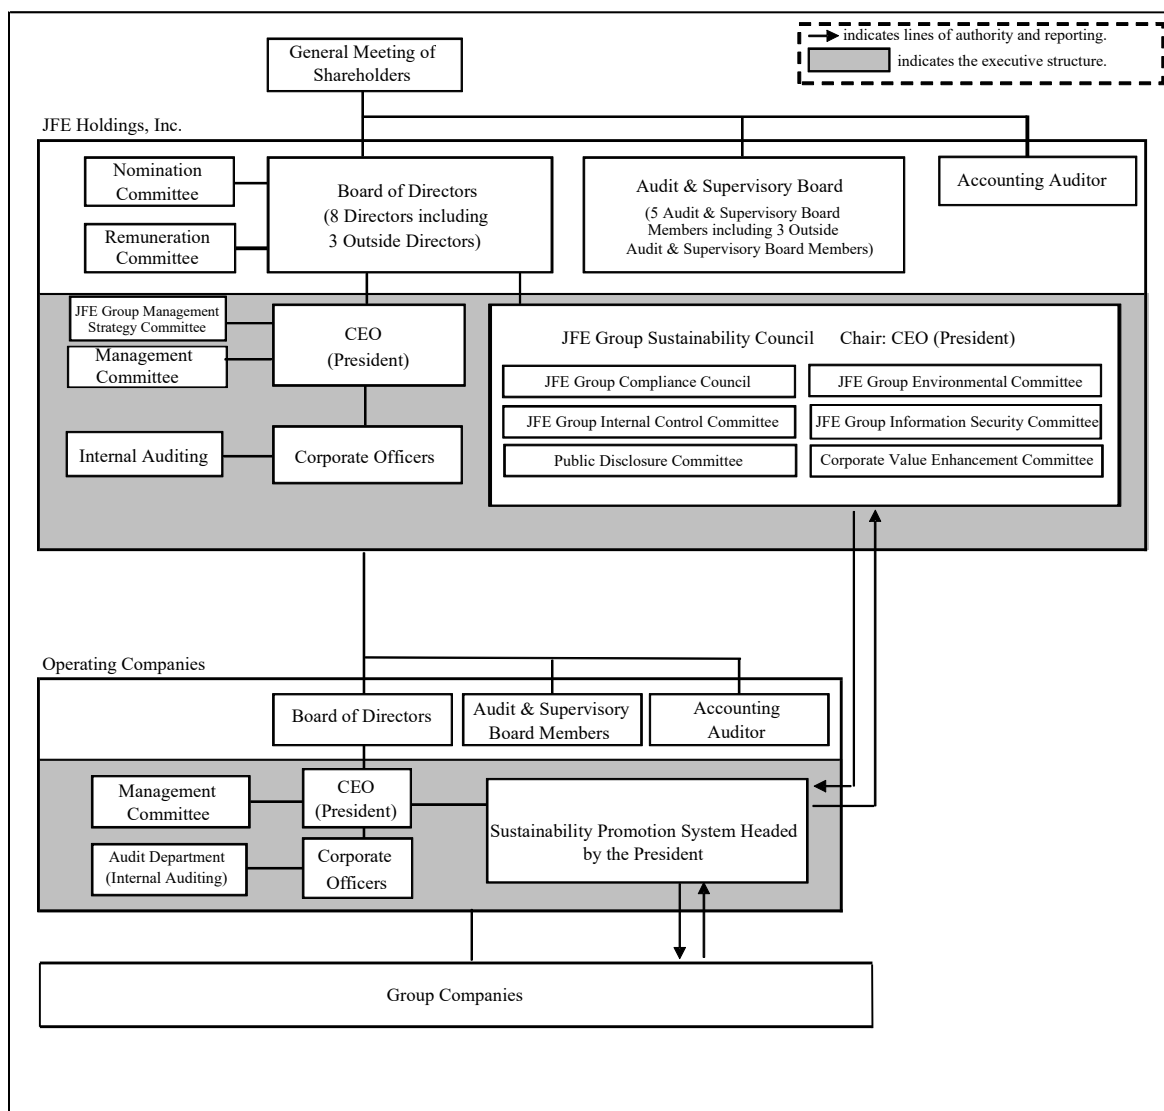 General Meeting of
Shareholders
indicates lines of authority and reporting.
indicates the executive structure.
JFE Holdings, Inc.
Nomination
Committee
Remuneration
Committee
Board of Directors
(8 Directors including
3 Outside Directors)
Audit & Supervisory Board
(5 Audit & Supervisory Board
Members including 3 Outside
Audit & Supervisory Board Members)
Accounting Auditor
JFE Group Management
Strategy Committee
Management
Committee
CEO
(President)
Internal Auditing
Corporate Officers
JFE Group Sustainability Council Chair: CEO (President)
JFE Group Compliance Council
JFE Group Environmental Committee
JFE Group Internal Control Committee
JFE Group Information Security Committee
Public Disclosure Committee
Corporate Value Enhancement Committee
Operating Companies
Board of Directors
Audit & Supervisory
Board Members
Accounting
Auditor
Management
Committee
CEO
(President)
Audit Department
(Internal Auditing)
Corporate
Officers
Sustainability Promotion System Headed
by the President
Group Companies